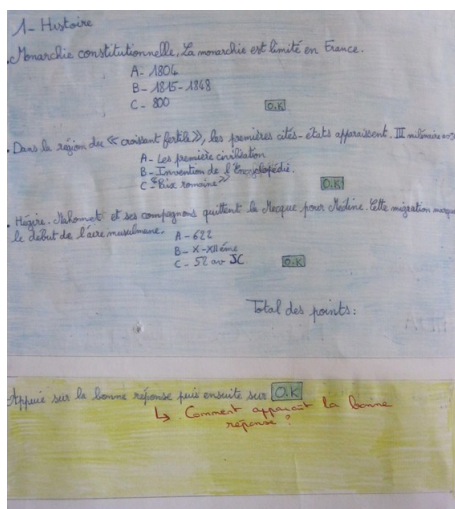 1- Histoire
. Monarchie constitutionnelle, La monarchie est limité en France.
A- 1804
B- 1815-1848
C- 800
O.K
. Dans la région du « croissant fertile », les premières cités-états apparaissent. III millénaire
A- Les première civilisation
B- Invention de l'Encyclopédie.
C "Paix romaine"
O.K
. Hégire. Mahomet et ses compagnons quittent la Mecque pour Médine. Cette migration marque
le debut de l'aire musulmane.
A- 622
B- X-XIIéme
C- 52 av JC
O.K
Total des points:
Appuie sur la bonne réponse puis ensuite sur O.K
↳ Comment apparait la bonne
réponse ?